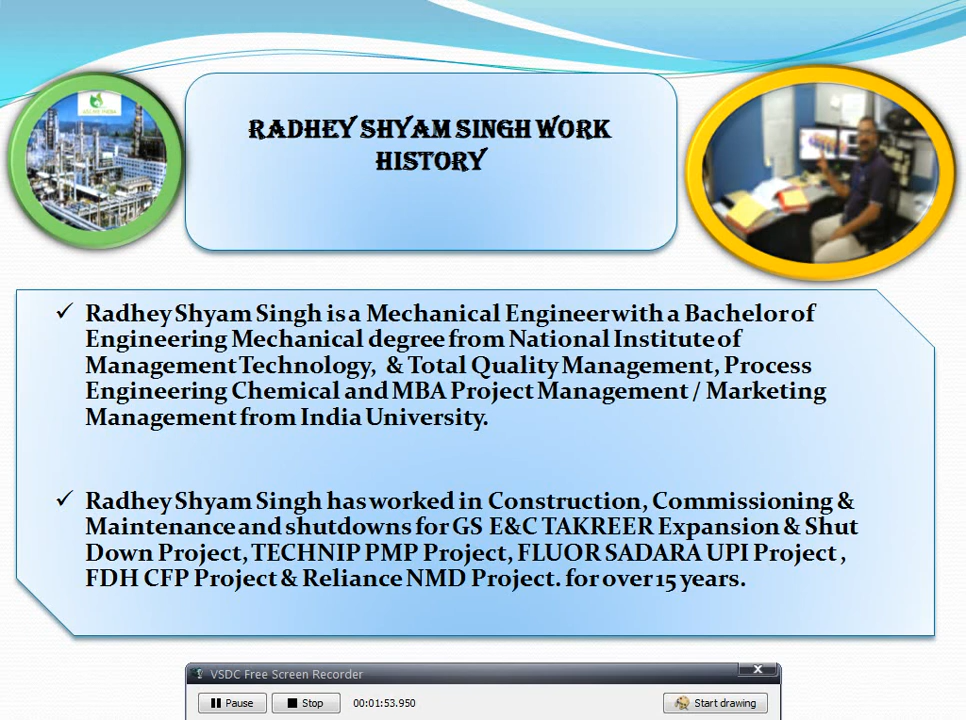 RADHEY SHYAM SINGH WORK
HISTORY
✓ Radhey Shyam Singh is a Mechanical Engineer with a Bachelor of
Engineering Mechanical degree from National Institute of
Management Technology, & Total Quality Management, Process
Engineering Chemical and MBA Project Management / Marketing
Management from India University.
✓ Radhey Shyam Singh has worked in Construction, Commissioning &
Maintenance and shutdowns for GS E&C TAKREER Expansion & Shut
Down Project, TECHNIP PMP Project, FLUOR SADARA UPI Project ,
FDH CFP Project & Reliance NMD Project. for over 15 years.
VSDC Free Screen Recorder
Pause Stop 00:01:53.950 Start drawing